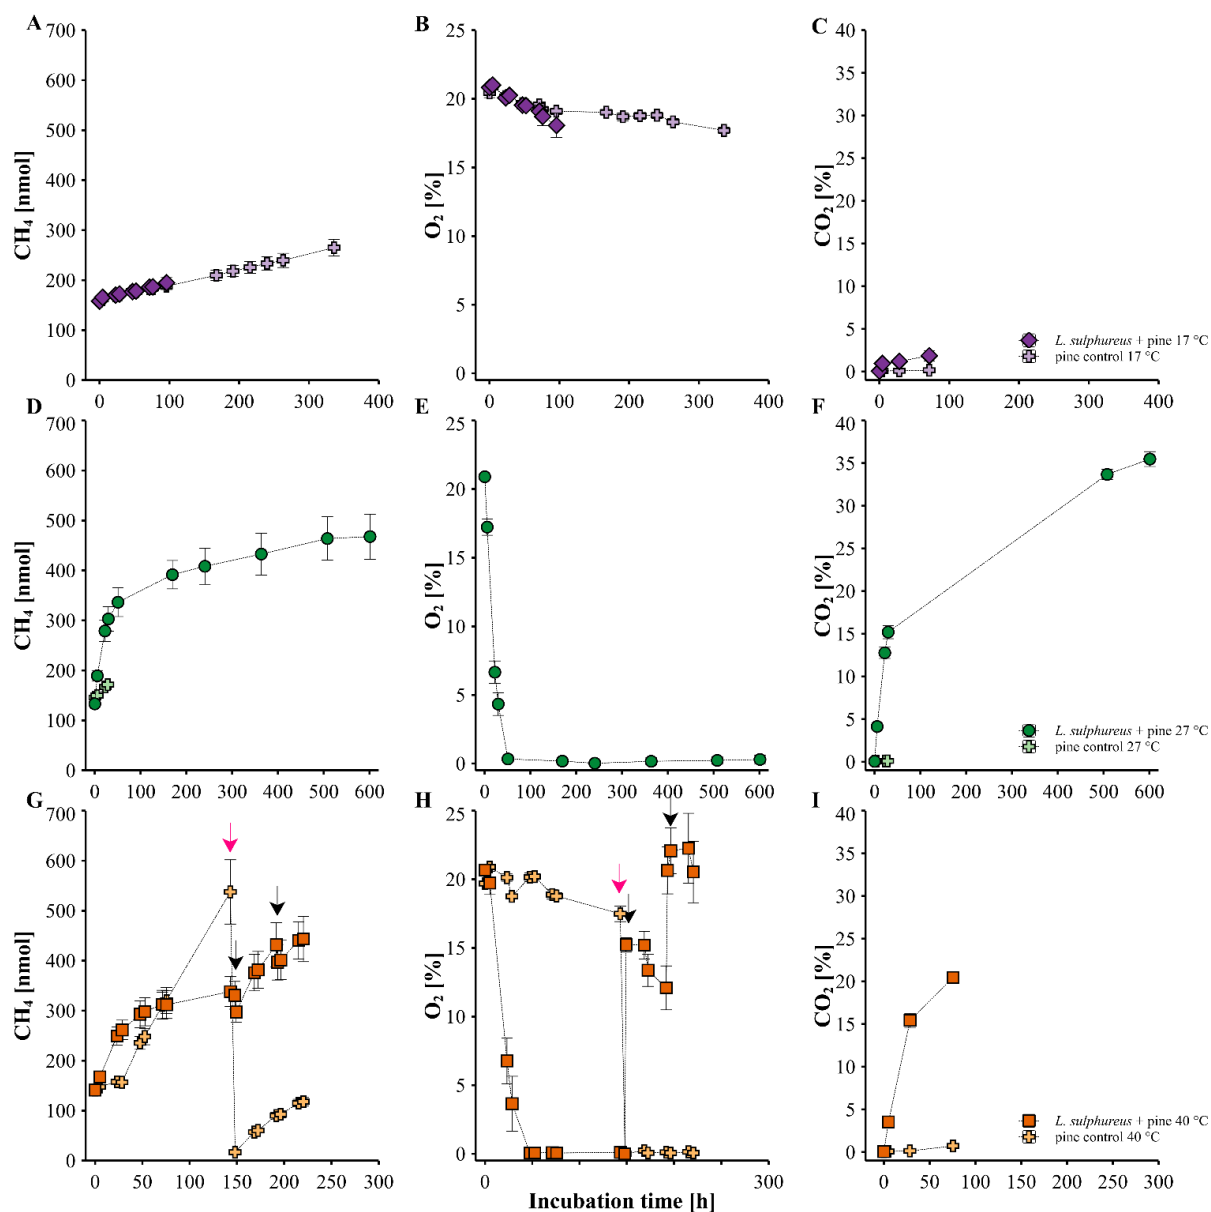 A
B
C
700
600
500
400
300
200
100
0
CH₄ [nmol]
0 100 200 300 400
25
20
15
10
5
0
O₂ [%]
0 100 200 300 400
40
35
30
25
20
15
10
5
0
CO₂ [%]
L. sulphureus + pine 17 °C
pine control 17 °C
0 100 200 300 400
D
E
F
700
600
500
400
300
200
100
0
CH₄ [nmol]
0 100 200 300 400 500 600
25
20
15
10
5
0
O₂ [%]
0 100 200 300 400 500 600
40
35
30
25
20
15
10
5
0
CO₂ [%]
L. sulphureus + pine 27 °C
pine control 27 °C
0 100 200 300 400 500 600
G
H
I
700
600
500
400
300
200
100
0
CH₄ [nmol]
0 50 100 150 200 250 300
25
20
15
10
5
0
O₂ [%]
0 150 300
40
35
30
25
20
15
10
5
0
CO₂ [%]
L. sulphureus + pine 40 °C
pine control 40 °C
0 50 100 150 200 250 300
Incubation time [h]